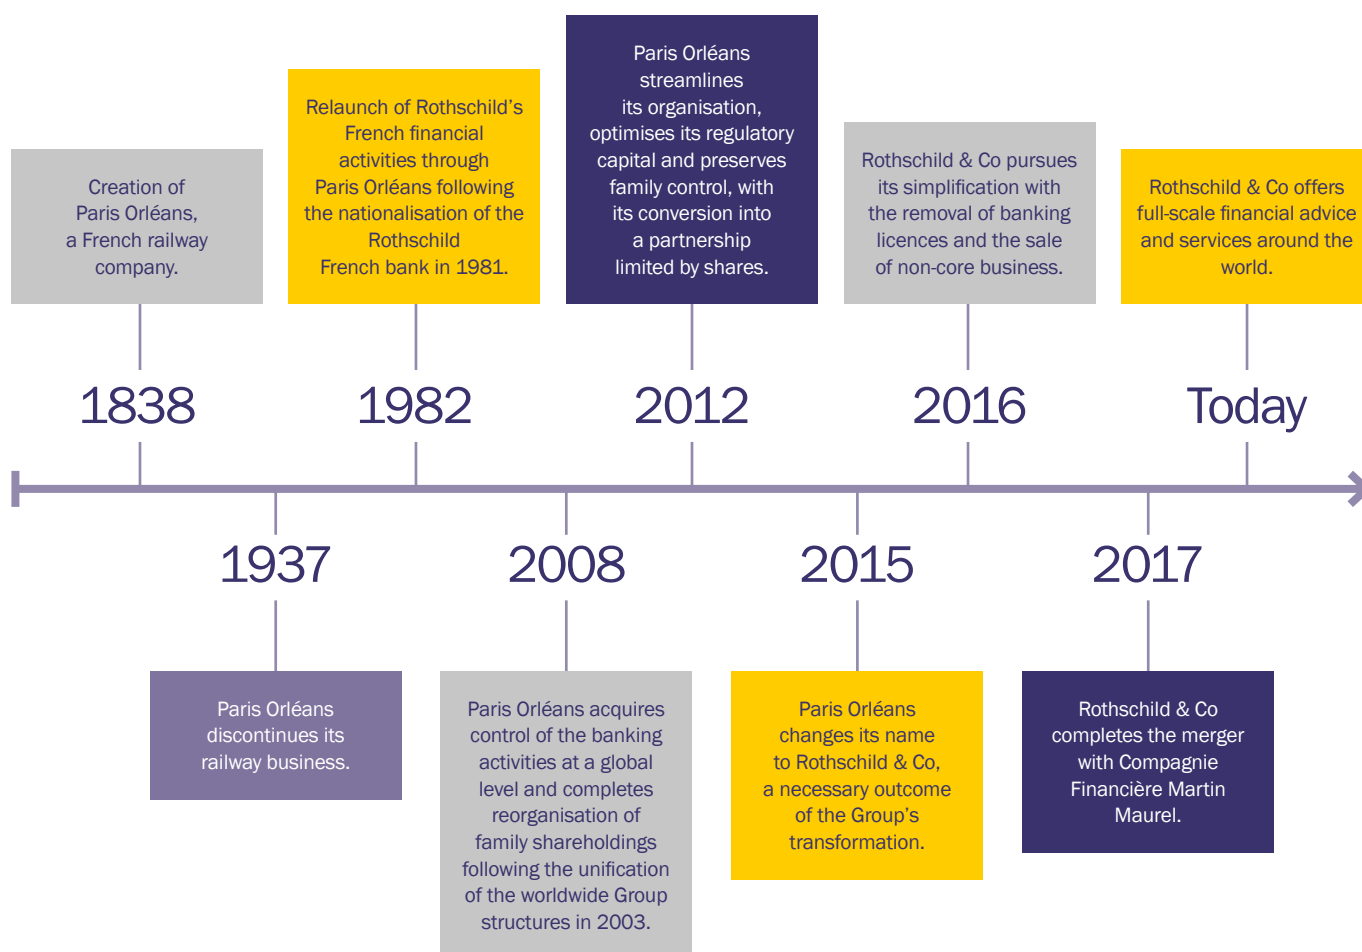 Creation of
Paris Orléans,
a French railway
company.
1838
Relaunch of Rothschild’s
French financial
activities through
Paris Orléans following
the nationalisation of the
Rothschild
French bank in 1981.
1982
Paris Orléans
streamlines
its organisation,
optimises its regulatory
capital and preserves
family control, with
its conversion into
a partnership
limited by shares.
2012
Rothschild & Co pursues
its simplification with
the removal of banking
licences and the sale
of non-core business.
2016
Rothschild & Co offers
full-scale financial advice
and services around the
world.
Today
1937
Paris Orléans
discontinues its
railway business.
2008
Paris Orléans acquires
control of the banking
activities at a global
level and completes
reorganisation of
family shareholdings
following the unification
of the worldwide Group
structures in 2003.
2015
Paris Orléans
changes its name
to Rothschild & Co,
a necessary outcome
of the Group’s
transformation.
2017
Rothschild & Co
completes the merger
with Compagnie
Financière Martin
Maurel.